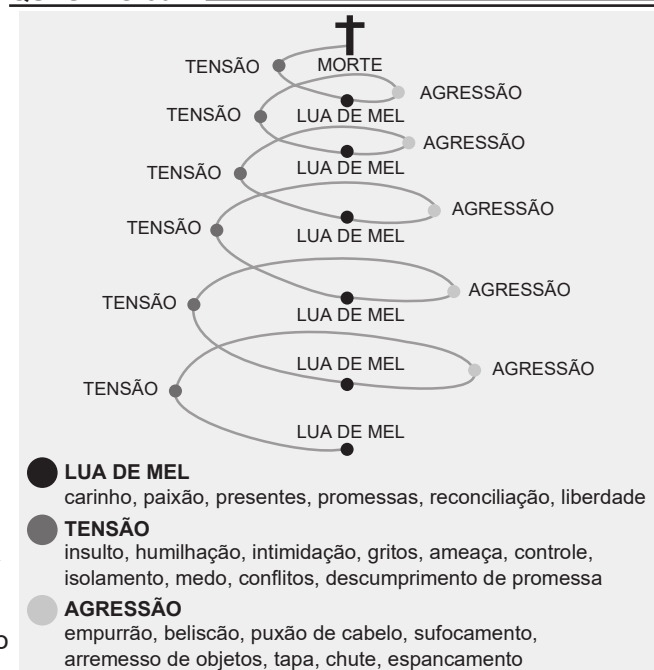 TENSÃO
MORTE
AGRESSÃO
TENSÃO
LUA DE MEL
AGRESSÃO
TENSÃO
LUA DE MEL
AGRESSÃO
TENSÃO
LUA DE MEL
AGRESSÃO
TENSÃO
LUA DE MEL
LUA DE MEL
AGRESSÃO
TENSÃO
LUA DE MEL
LUA DE MEL
carinho, paixão, presentes, promessas, reconciliação, liberdade
TENSÃO
insulto, humilhação, intimidação, gritos, ameaça, controle,
isolamento, medo, conflitos, descumprimento de promessa
AGRESSÃO
empurrão, beliscão, puxão de cabelo, sufocamento,
arremesso de objetos, tapa, chute, espancamento